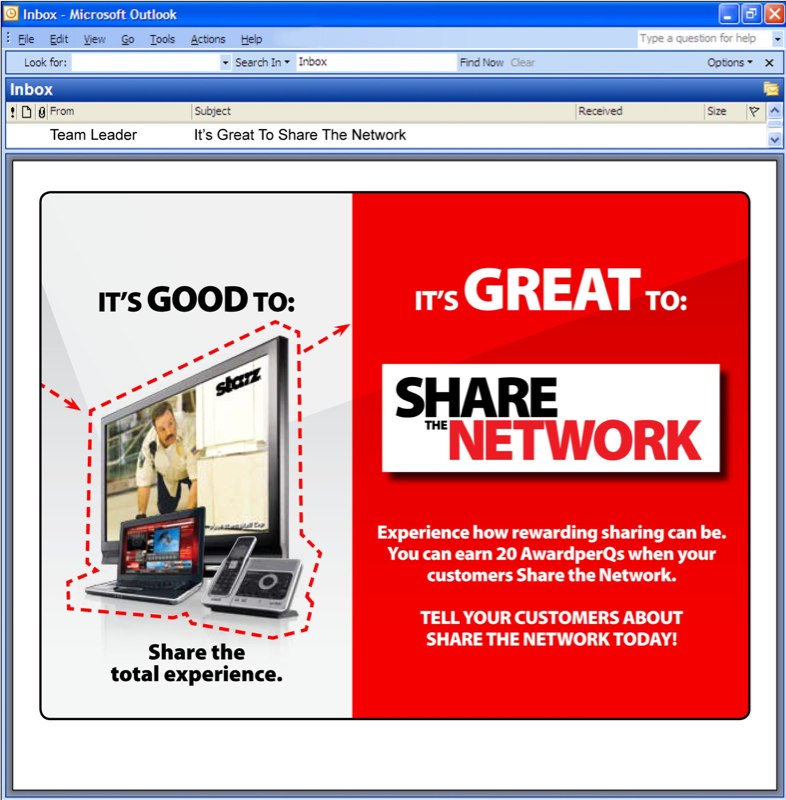 Inbox - Microsoft Outlook
File Edit View Go Tools Actions Help Type a question for help
Look for: Search In Inbox Find Now Clear Options
Inbox
! From Subject Received Size
Team Leader It's Great To Share The Network
IT'S GOOD TO:
starz
Share the
total experience.
IT'S GREAT TO:
SHARE
THE NETWORK
Experience how rewarding sharing can be.
You can earn 20 AwardperQs when your
customers Share the Network.
TELL YOUR CUSTOMERS ABOUT
SHARE THE NETWORK TODAY!